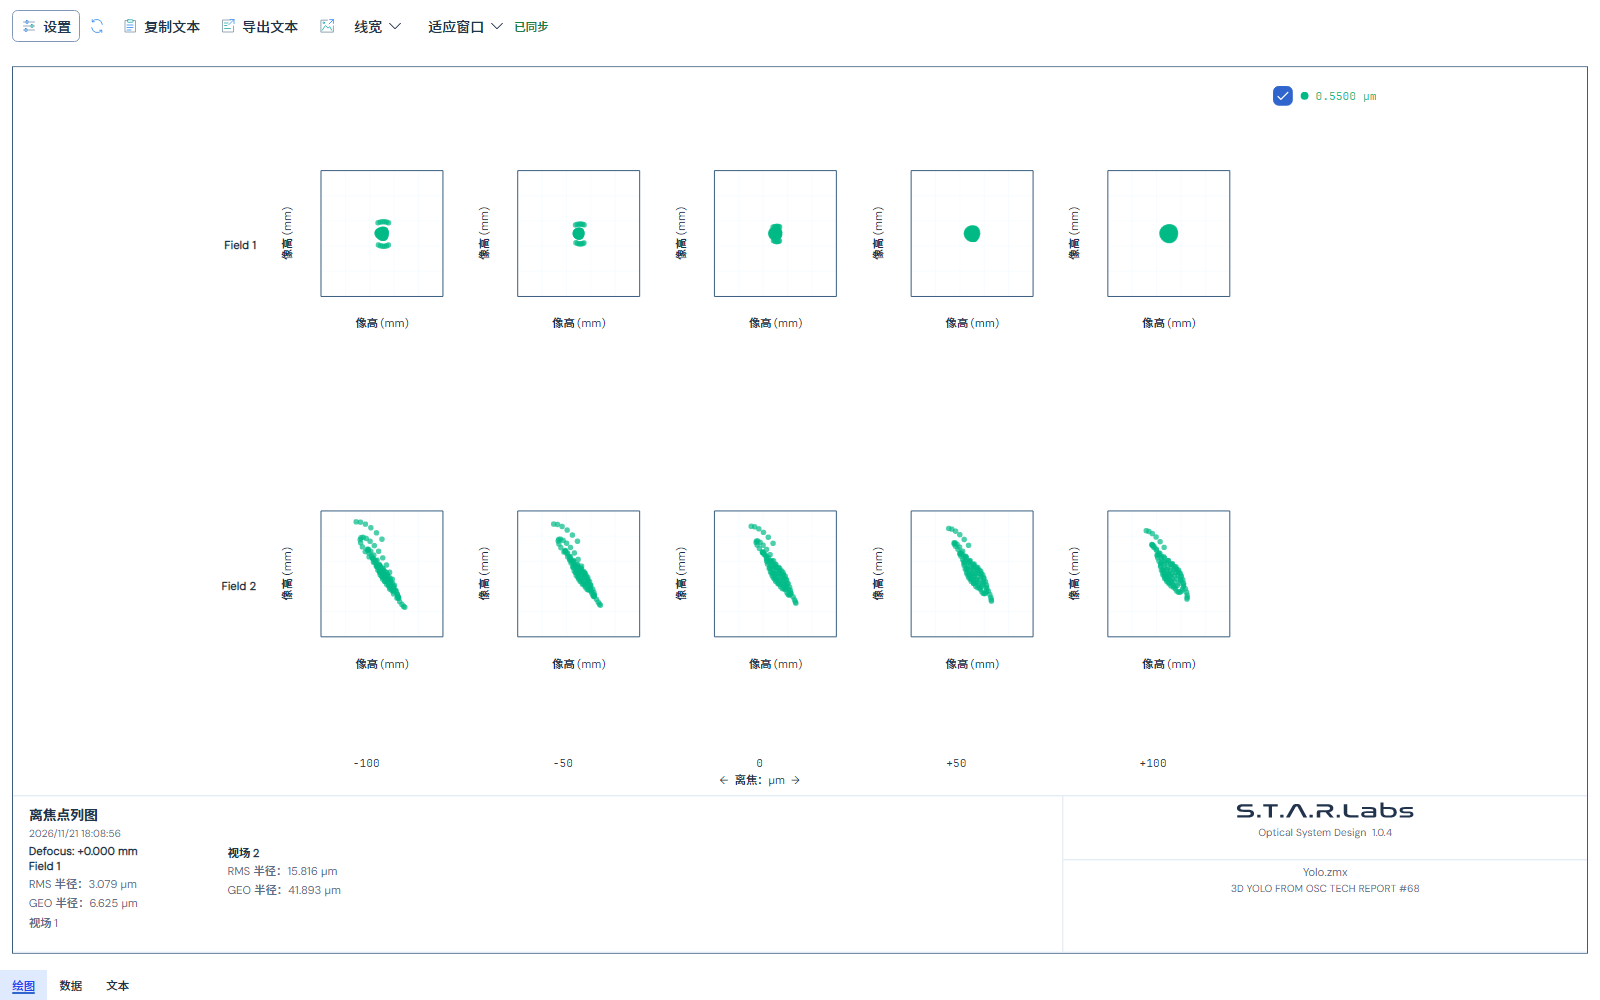 设置 复制文本 导出文本 线宽 适应窗口 已同步
0.5500 µm
Field 1
像高 (mm) 像高 (mm) 像高 (mm) 像高 (mm) 像高 (mm)
像高 (mm) 像高 (mm) 像高 (mm) 像高 (mm) 像高 (mm)
Field 2
像高 (mm) 像高 (mm) 像高 (mm) 像高 (mm) 像高 (mm)
像高 (mm) 像高 (mm) 像高 (mm) 像高 (mm) 像高 (mm)
-100 -50 0 +50 +100
← 离焦: µm →
离焦点列图
2026/11/21 18:08:56
Defocus: +0.000 mm
Field 1
RMS 半径: 3.079 µm
GEO 半径: 6.625 µm
视场 1
视场 2
RMS 半径: 15.816 µm
GEO 半径: 41.893 µm
S.T.A.R.Labs
Optical System Design 1.0.4
Yolo.zmx
3D YOLO FROM OSC TECH REPORT #68
绘图 数据 文本